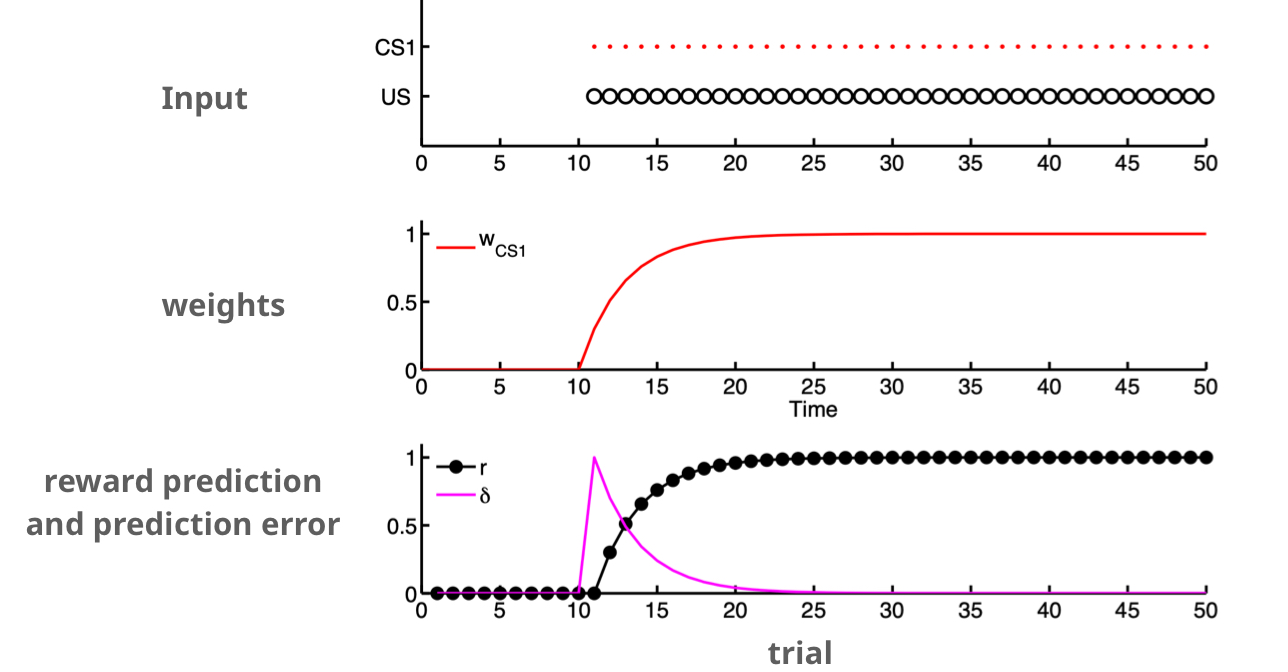 CS1
Input
US
0 5 10 15 20 25 30 35 40 45 50
1
w CS1
weights
0.5
0
0 5 10 15 20 25 30 35 40 45 50
Time
1
r
reward prediction
δ
and prediction error
0.5
0
0 5 10 15 20 25 30 35 40 45 50
trial